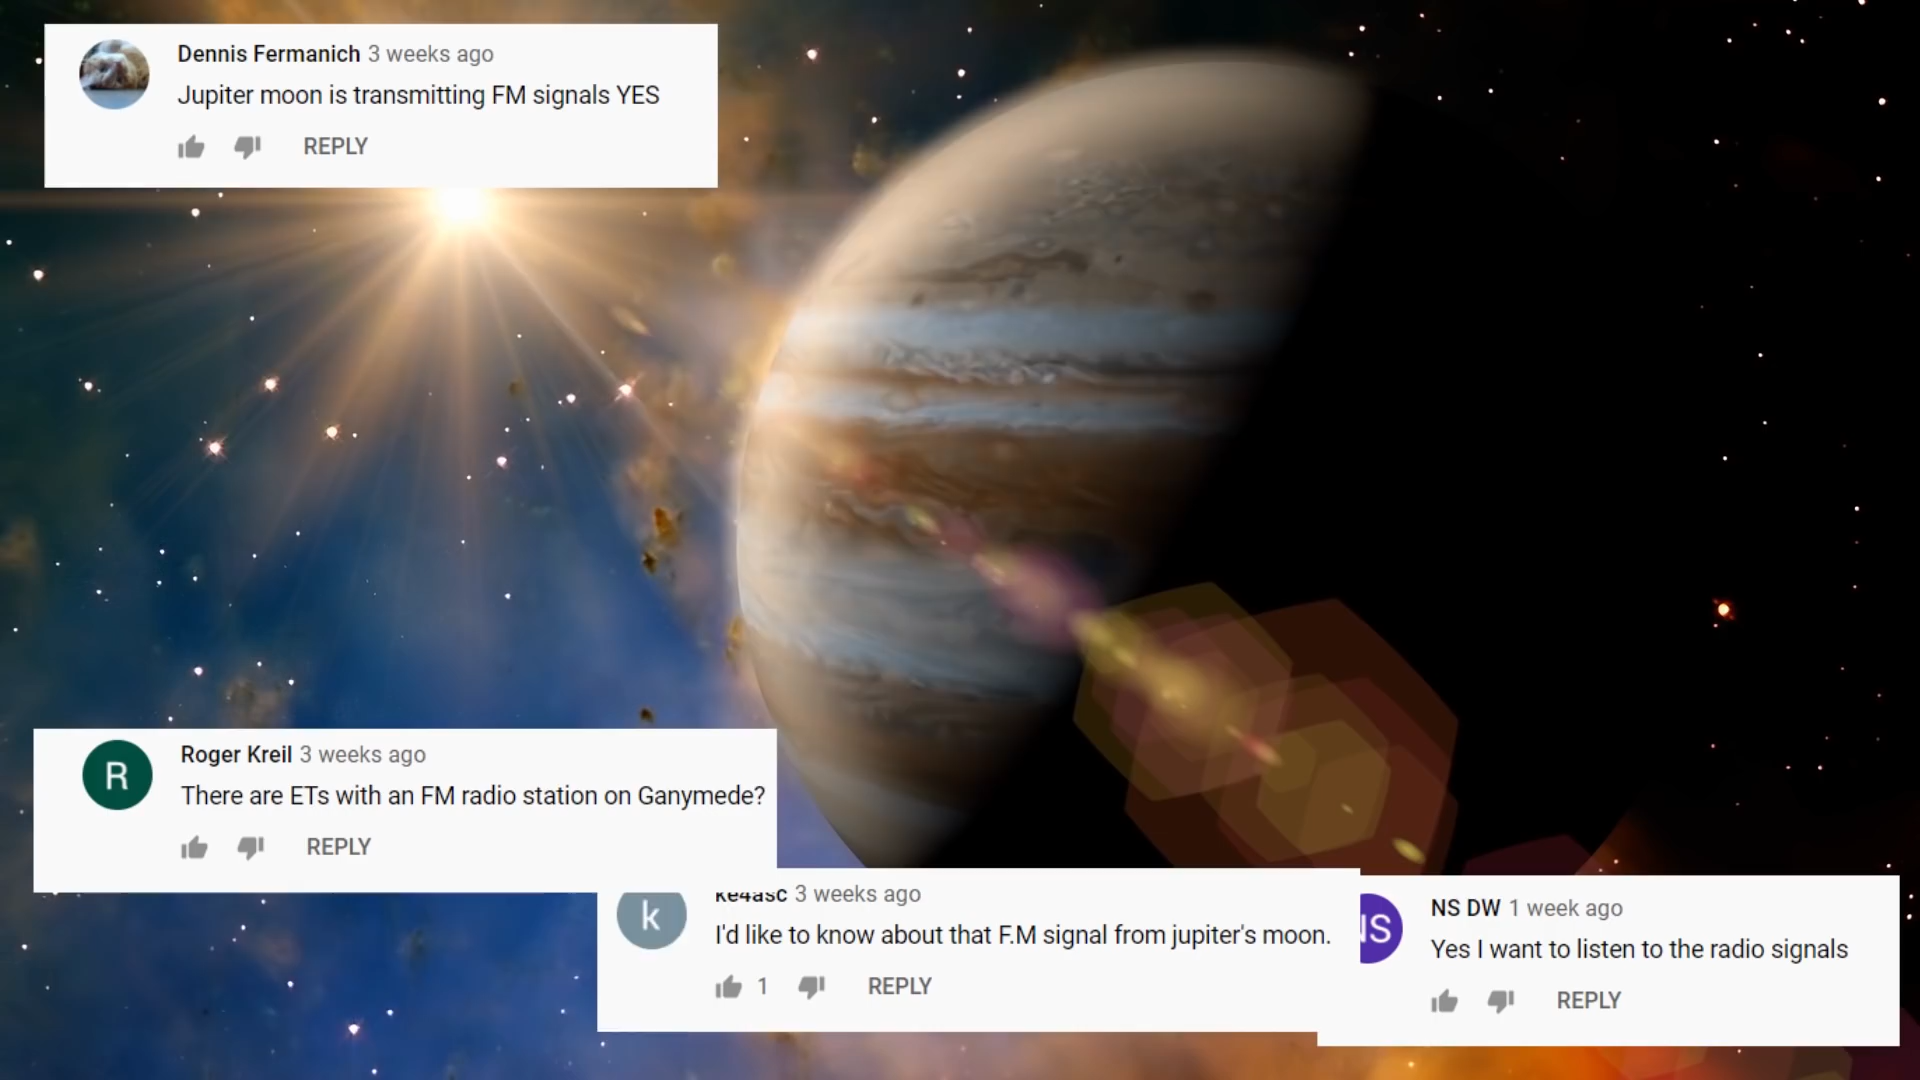 Dennis Fermanich 3 weeks ago
Jupiter moon is transmitting FM signals YES
REPLY
R
Roger Kreil 3 weeks ago
There are ETs with an FM radio station on Ganymede?
REPLY
k
ke4asc 3 weeks ago
I'd like to know about that F.M signal from jupiter's moon.
1 REPLY
NS
NS DW 1 week ago
Yes I want to listen to the radio signals
REPLY